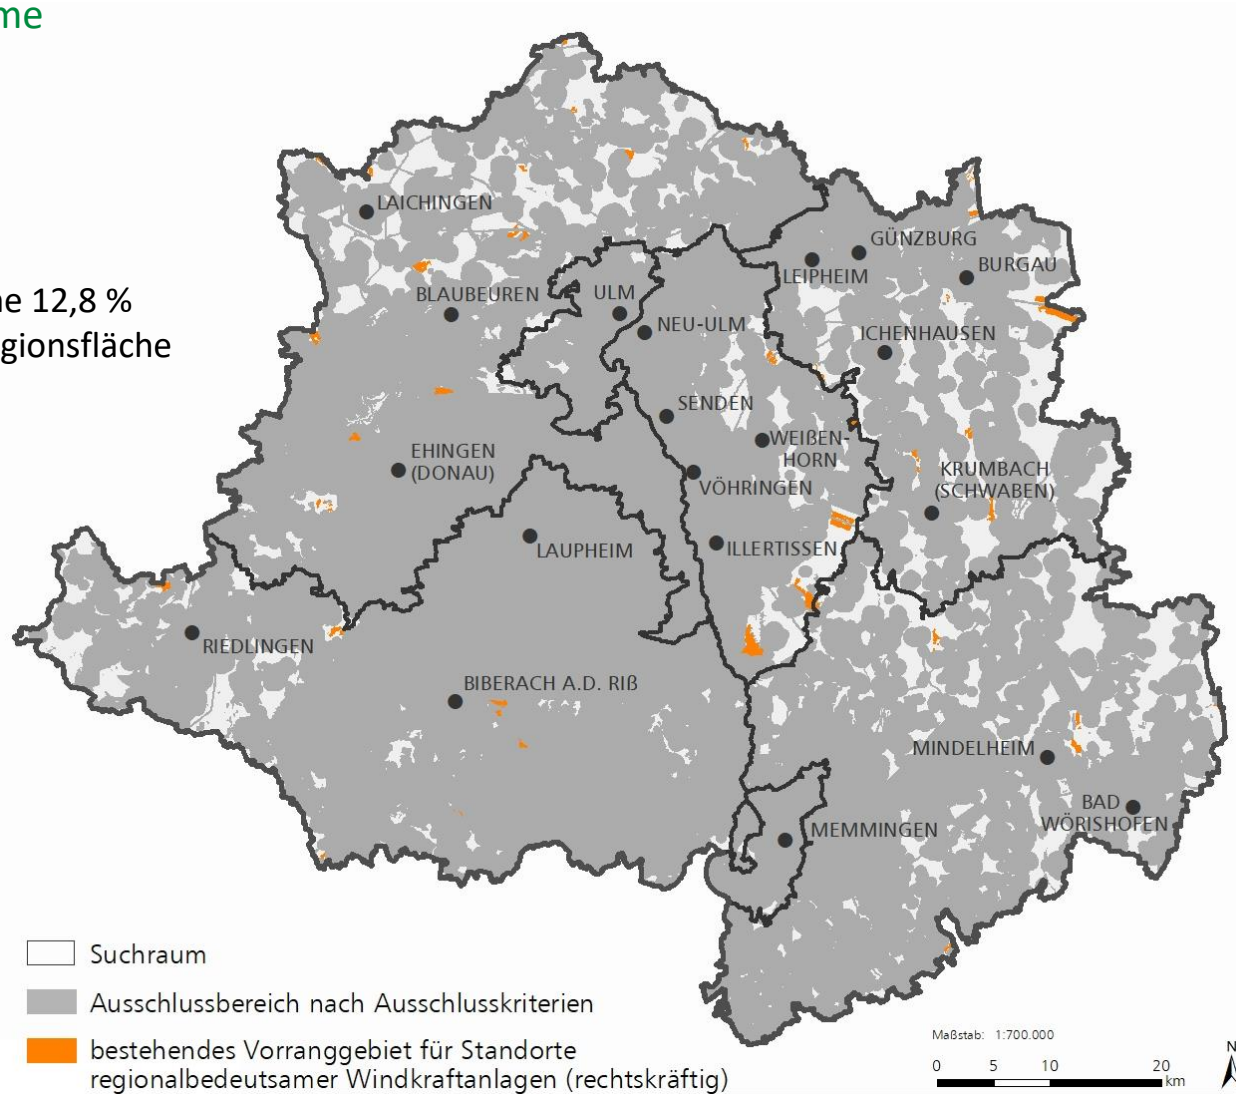 me
ne 12,8 %
gionsfläche
LAICHINGEN
GÜNZBURG
LEIPHEIM
BURGAU
BLAUBEUREN
ULM
NEU-ULM
ICHENHAUSEN
SENDEN
WEIßEN-
HORN
EHINGEN
(DONAU)
VÖHRINGEN
KRUMBACH
(SCHWABEN)
LAUPHEIM
ILLERTISSEN
RIEDLINGEN
BIBERACH A.D. RIß
MINDELHEIM
BAD
WÖRISHOFEN
MEMMINGEN
Suchraum
Ausschlussbereich nach Ausschlusskriterien
bestehendes Vorranggebiet für Standorte
regionalbedeutsamer Windkraftanlagen (rechtskräftig)
Maßstab: 1:700.000
0 5 10 20
km
N